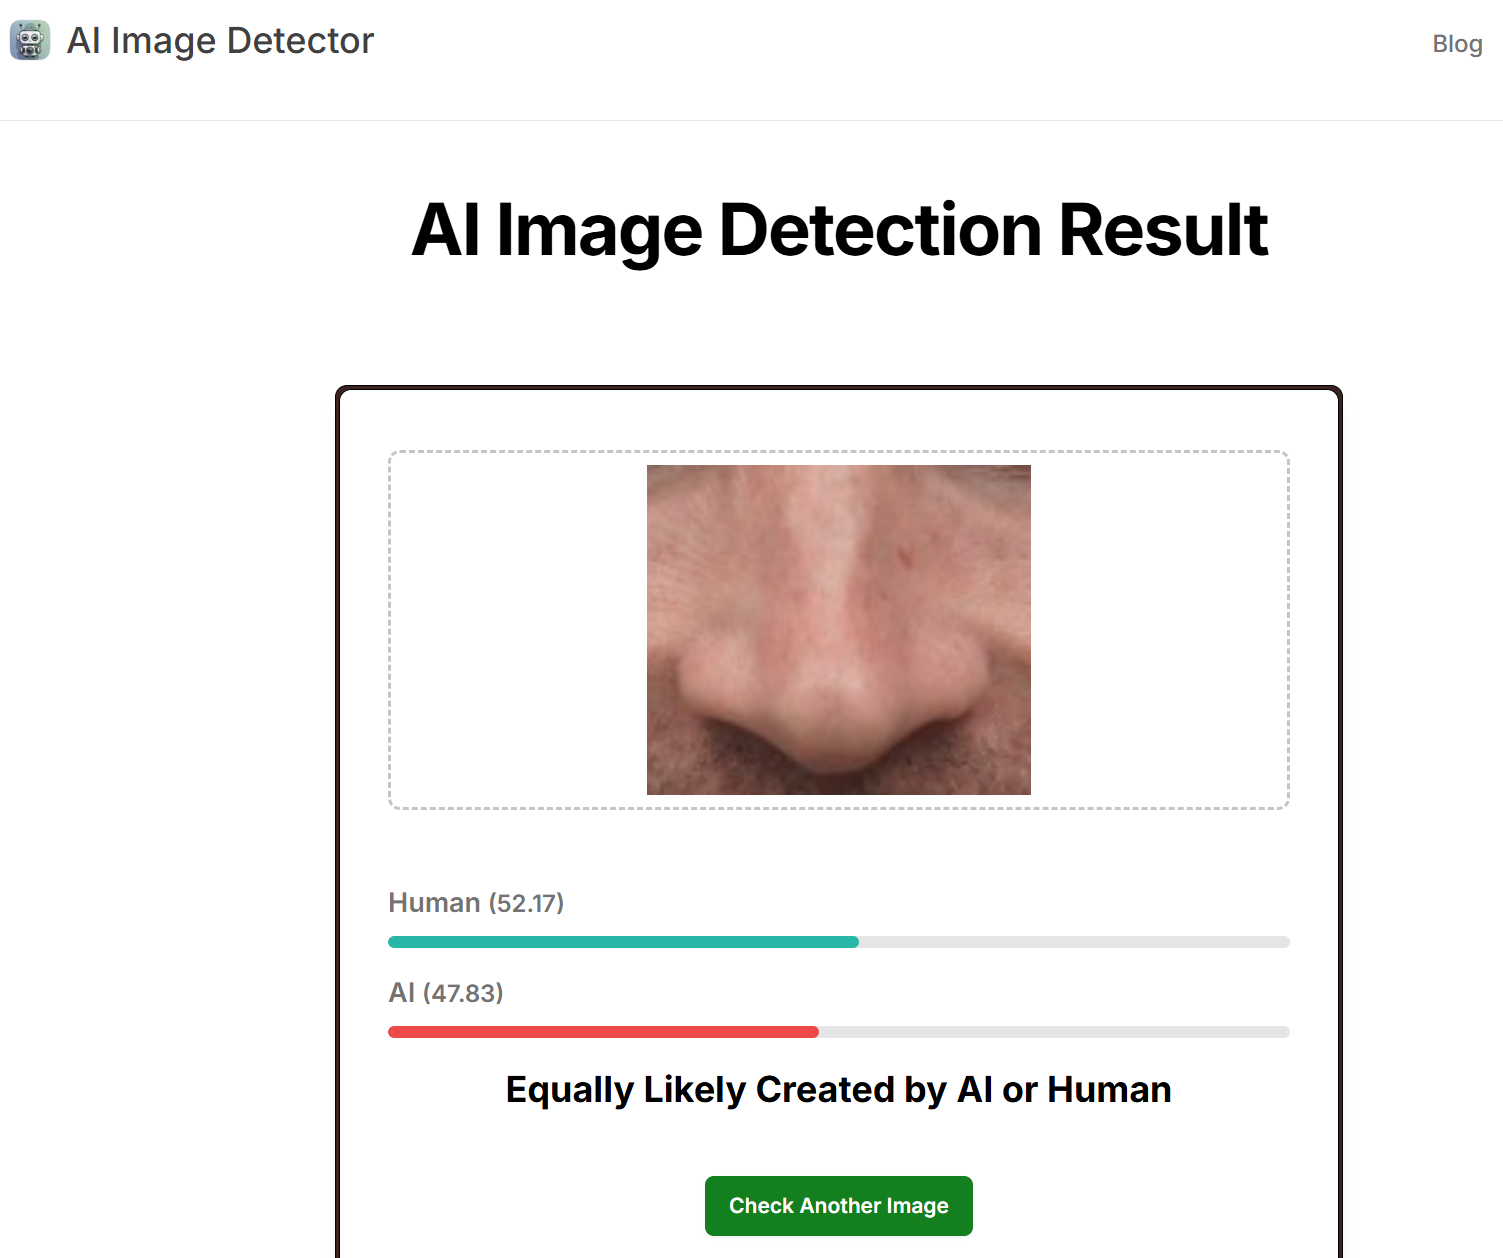 AI Image Detector
Blog
AI Image Detection Result
Human (52.17)
AI (47.83)
Equally Likely Created by AI or Human
Check Another Image